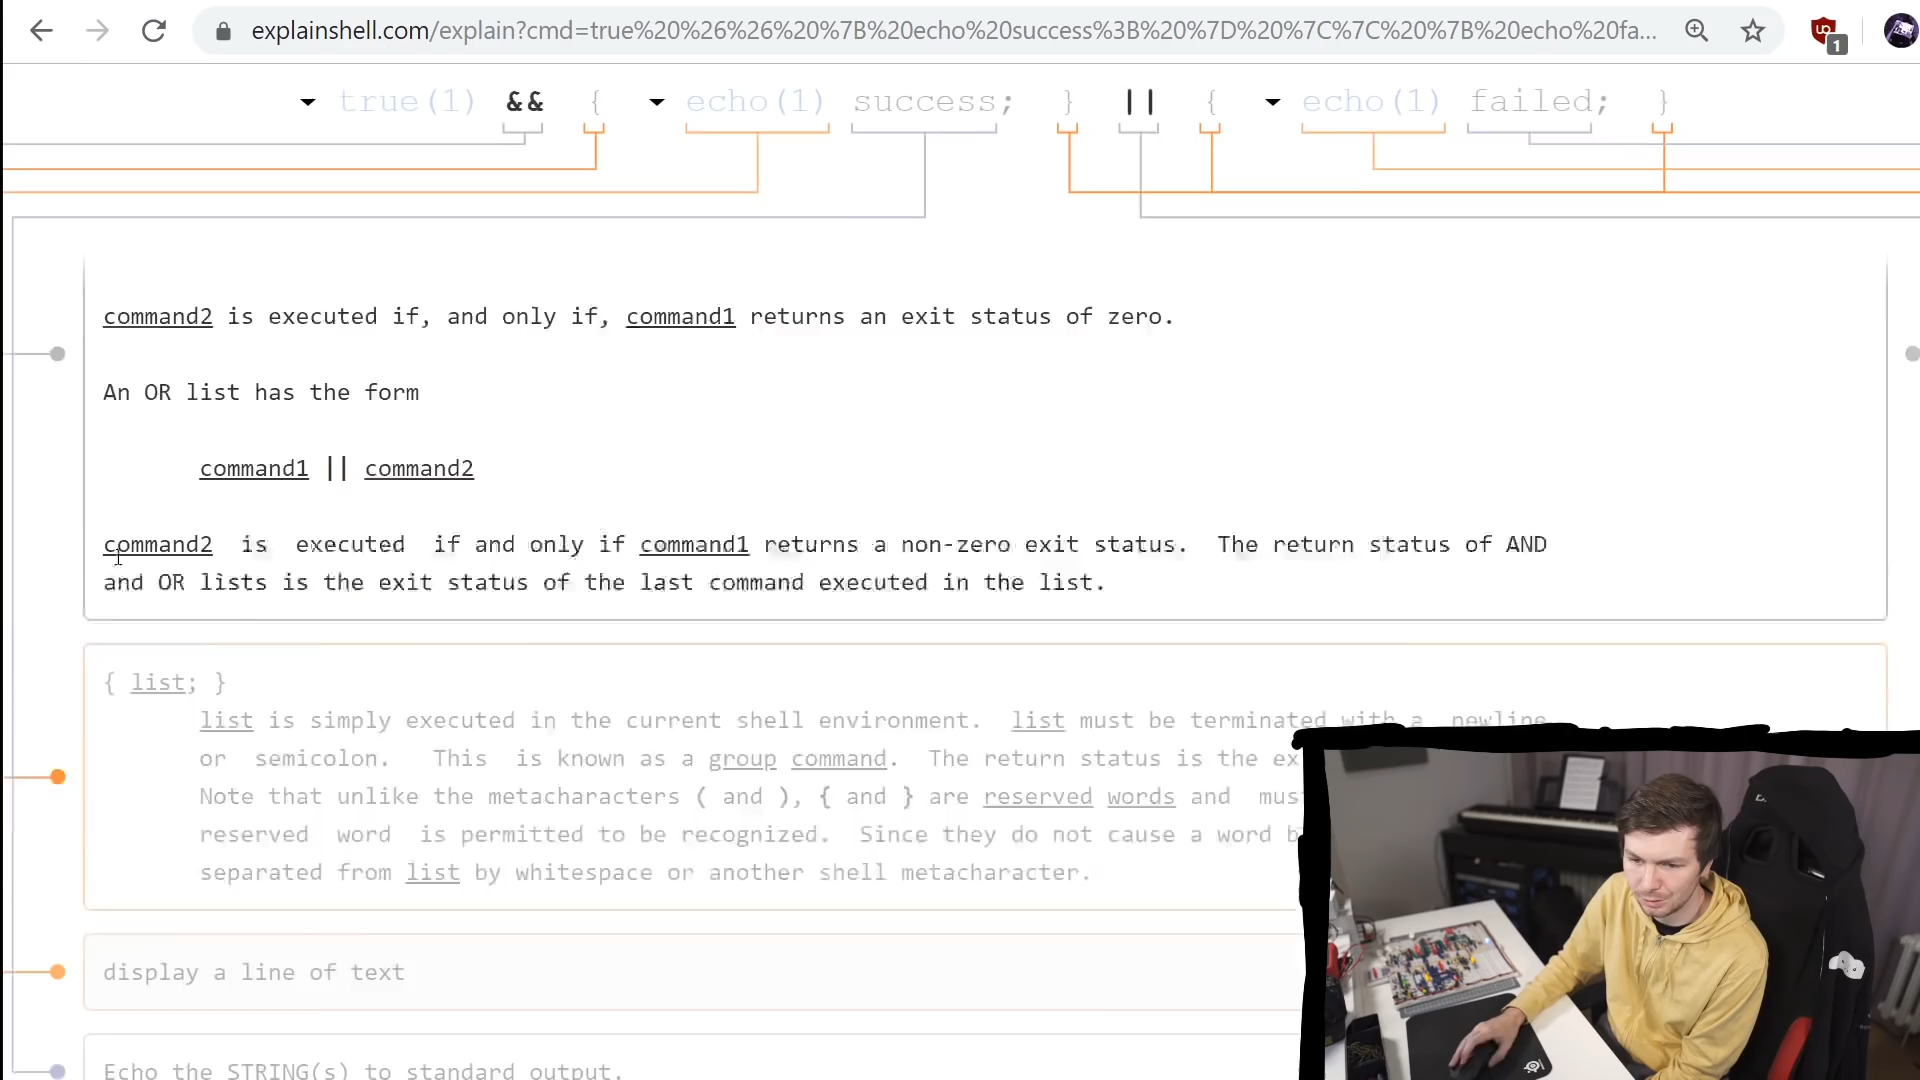 explainshell.com/explain?cmd=true%20%26%26%20%7B%20echo%20success%3B%20%7D%20%7C%7C%20%7B%20echo%20fa...
1
true(1) && { echo(1) success; } || { echo(1) failed; }
command2 is executed if, and only if, command1 returns an exit status of zero.
An OR list has the form
command1 || command2
command2 is executed if and only if command1 returns a non-zero exit status. The return status of AND
and OR lists is the exit status of the last command executed in the list.
{ list; }
list is simply executed in the current shell environment. list must be terminated with a newline
or semicolon. This is known as a group command. The return status is the ex
Note that unlike the metacharacters ( and ), { and } are reserved words and mus
reserved word is permitted to be recognized. Since they do not cause a word b
separated from list by whitespace or another shell metacharacter.
display a line of text
Echo the STRING(s) to standard output.